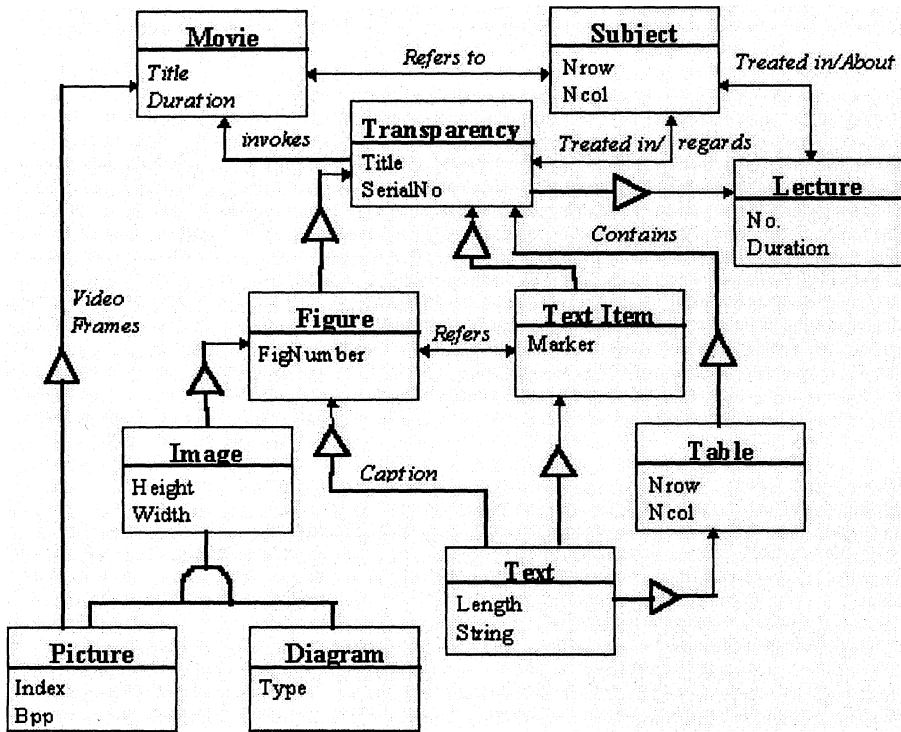 Movie
Title
Duration
Refers to
Subject
Nrow
Ncol
Treated in/About
invokes
Transparency
Title
SerialNo
Treated in/ regards
Lecture
No.
Duration
Contains
Video
Frames
Figure
FigNumber
Refers
Text Item
Marker
Image
Height
Width
Caption
Table
Nrow
Ncol
Text
Length
String
Picture
Index
Bpp
Diagram
Type